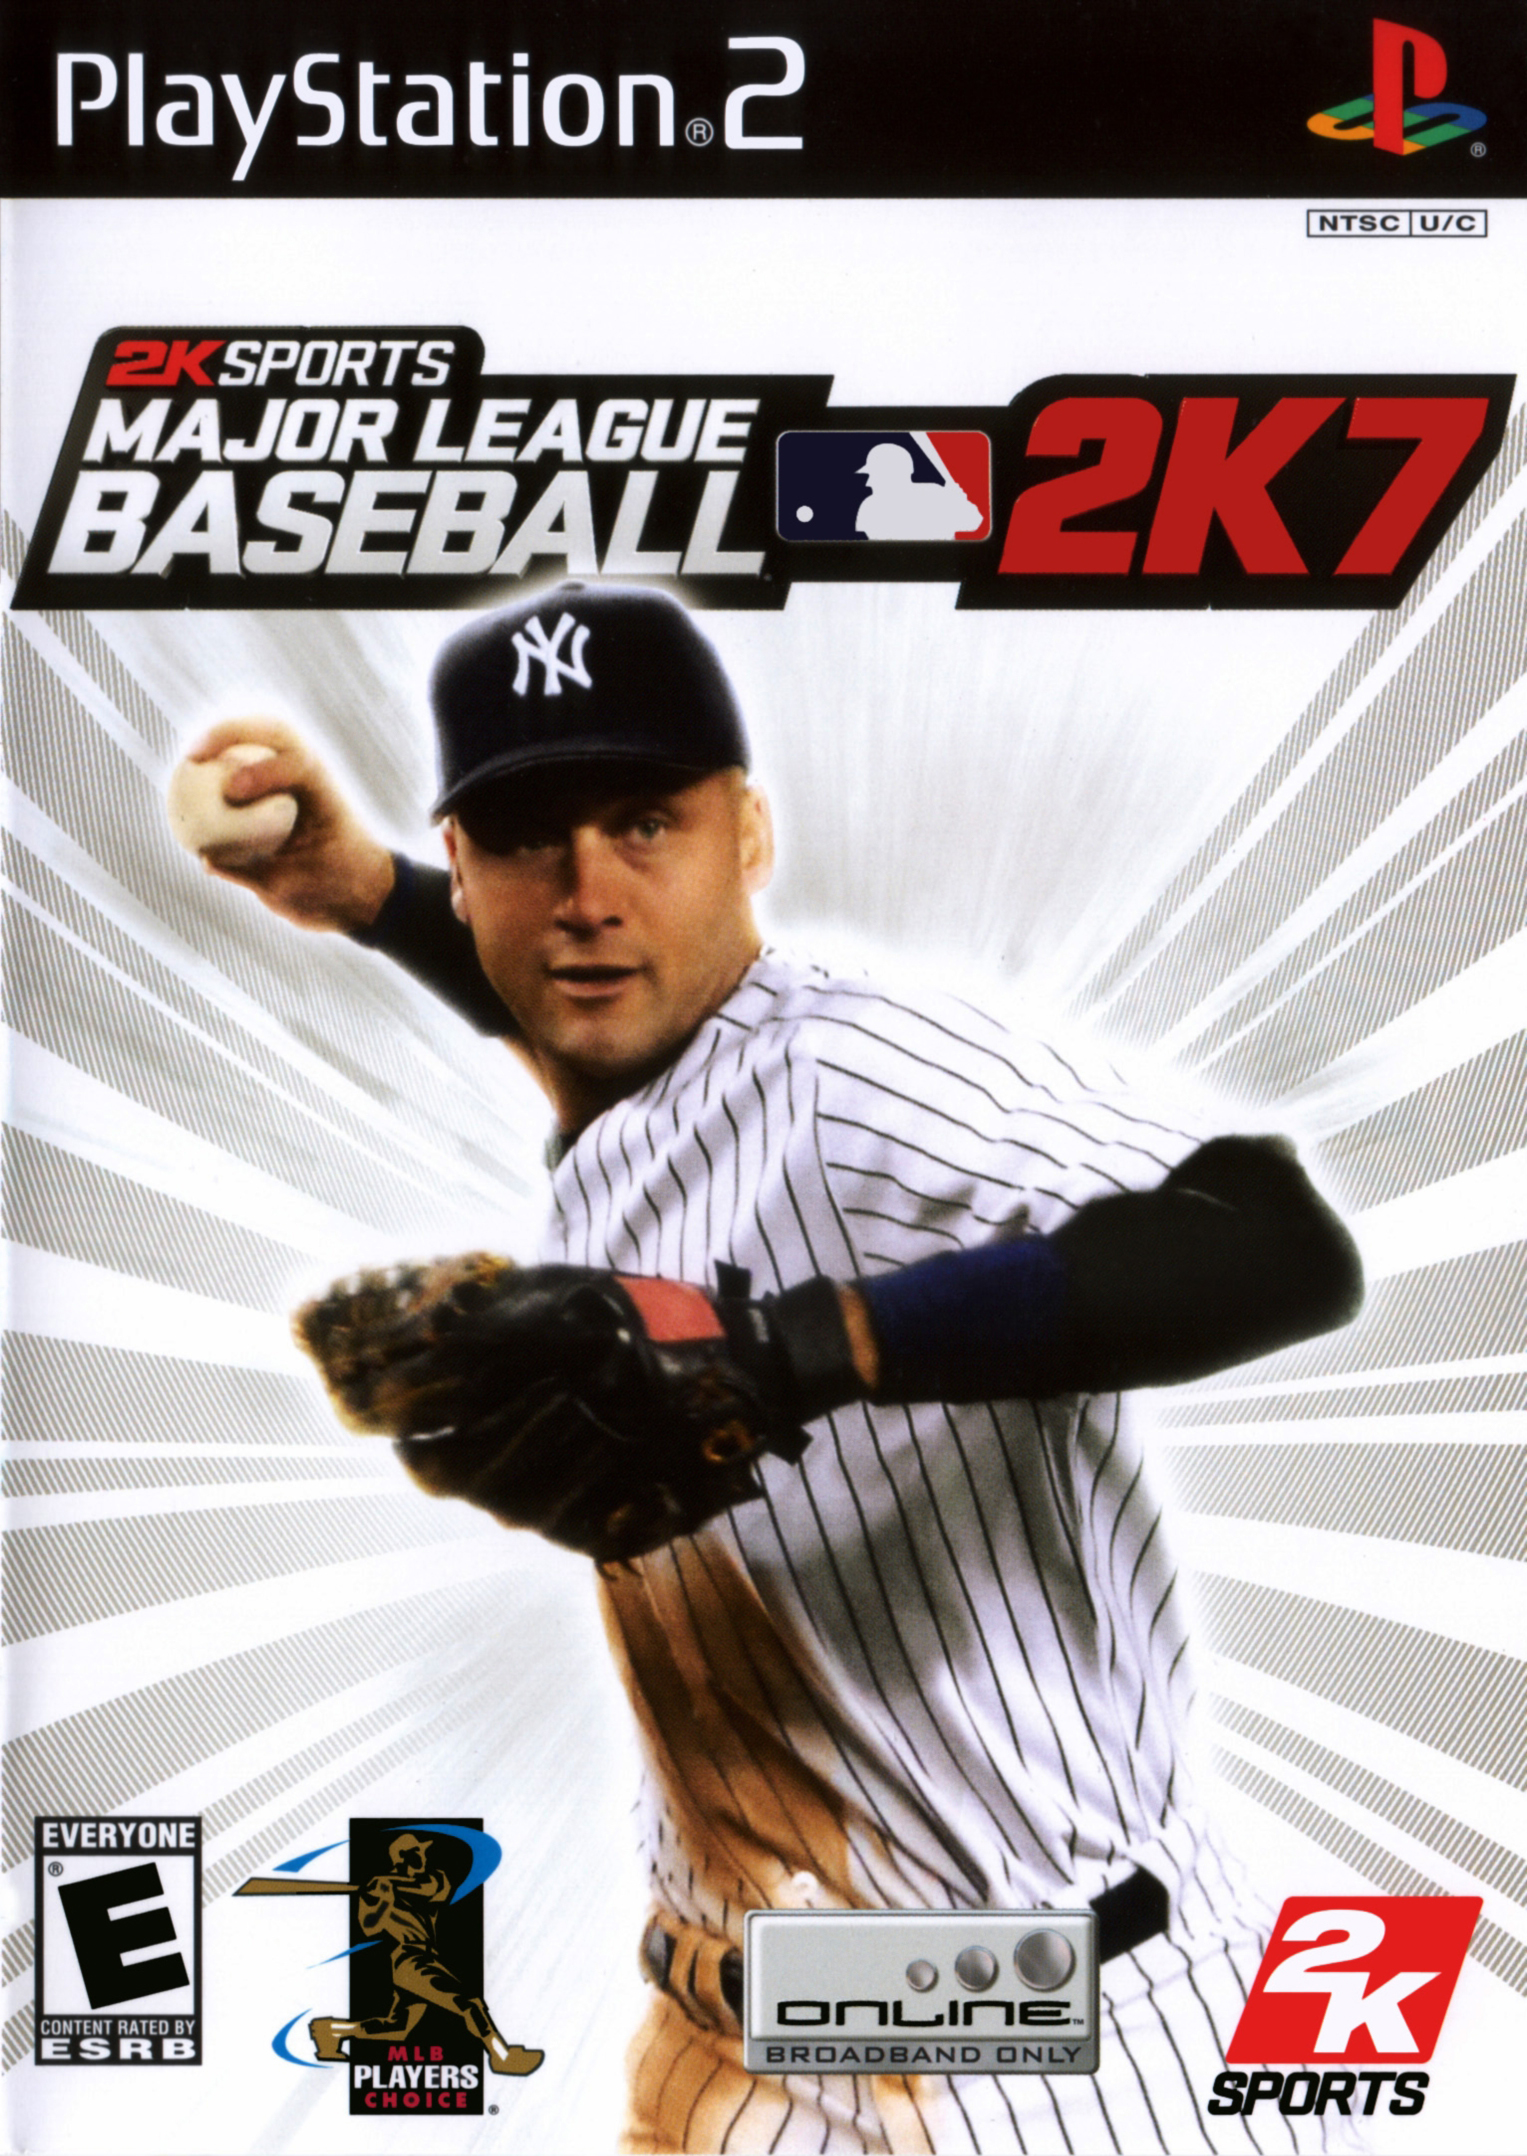 PlayStation®2
®
NTSC U/C
2K SPORTS
MAJOR LEAGUE
BASEBALL
2K7
NY
EVERYONE
®
E
CONTENT RATED BY
ESRB
MLB
PLAYERS
CHOICE
®
ONLINE™
BROADBAND ONLY
2K
SPORTS